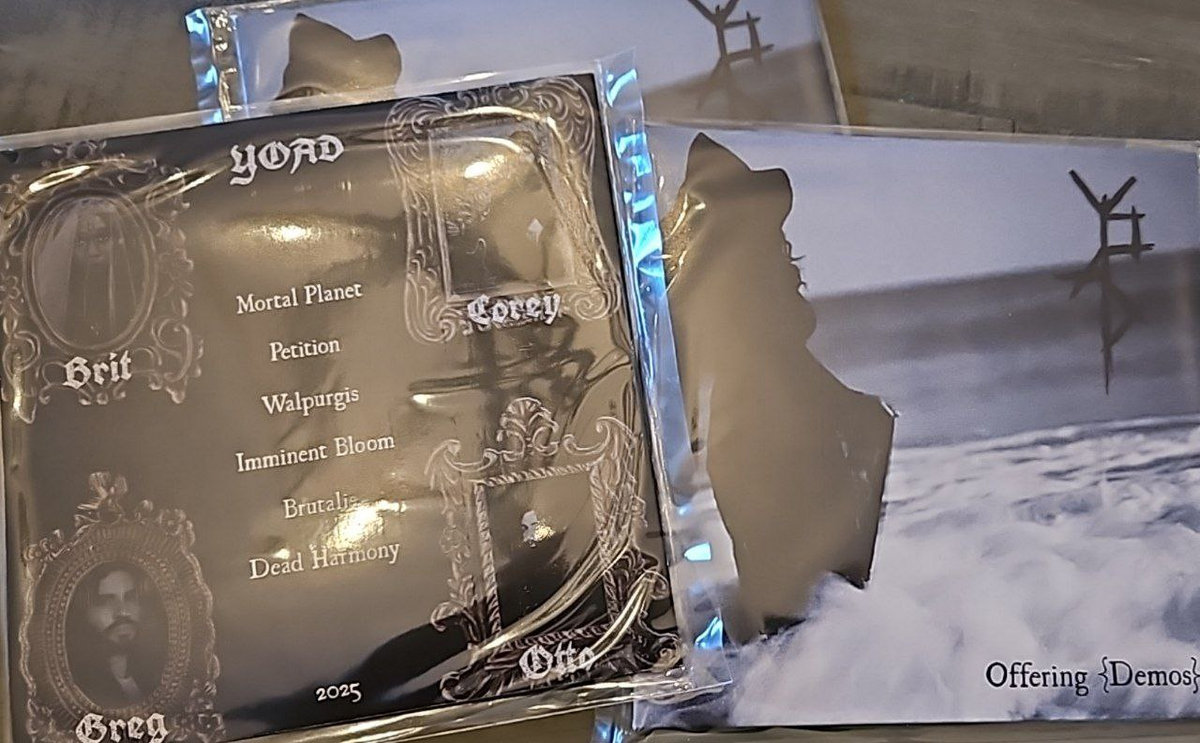 YOAD
Mortal Planet
Petition
Walpurgis
Imminent Bloom
Brutalis
Dead Harmony
2025
Brit
Corey
Greg
Otto
Offering {Demos}